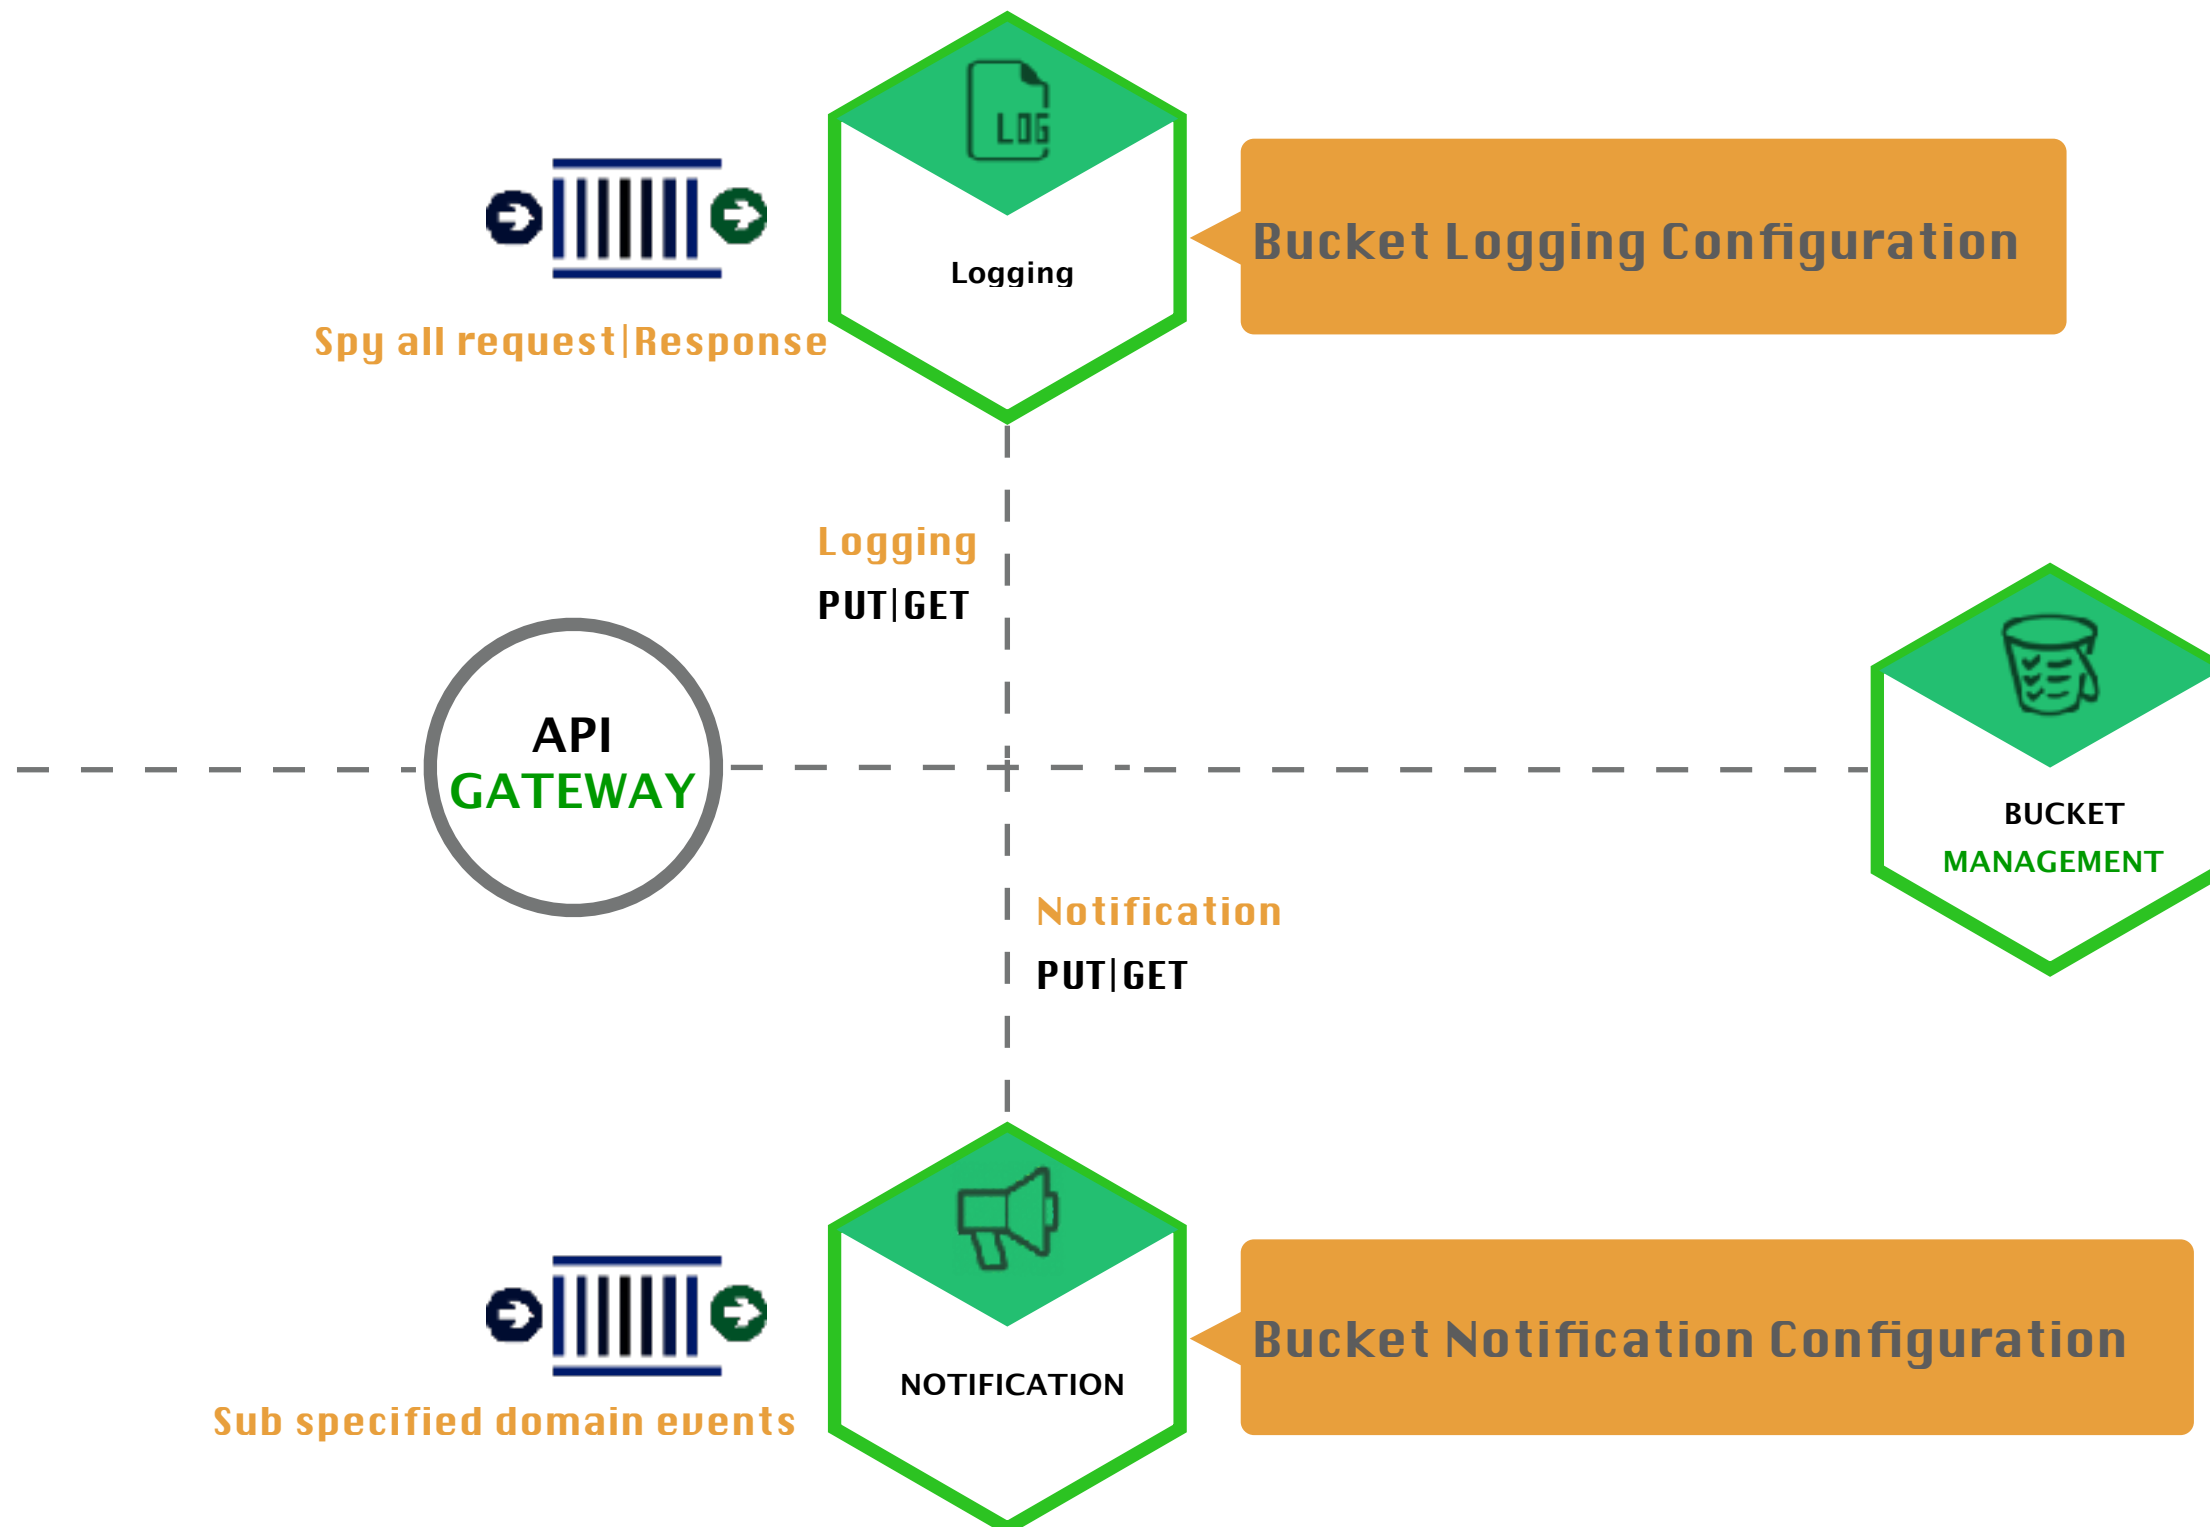 LOG
Bucket Logging Configuration
Logging
Spy all request|Response
Logging
PUT|GET
API
GATEWAY
BUCKET
MANAGEMENT
Notification
PUT|GET
Bucket Notification Configuration
NOTIFICATION
Sub specified domain events